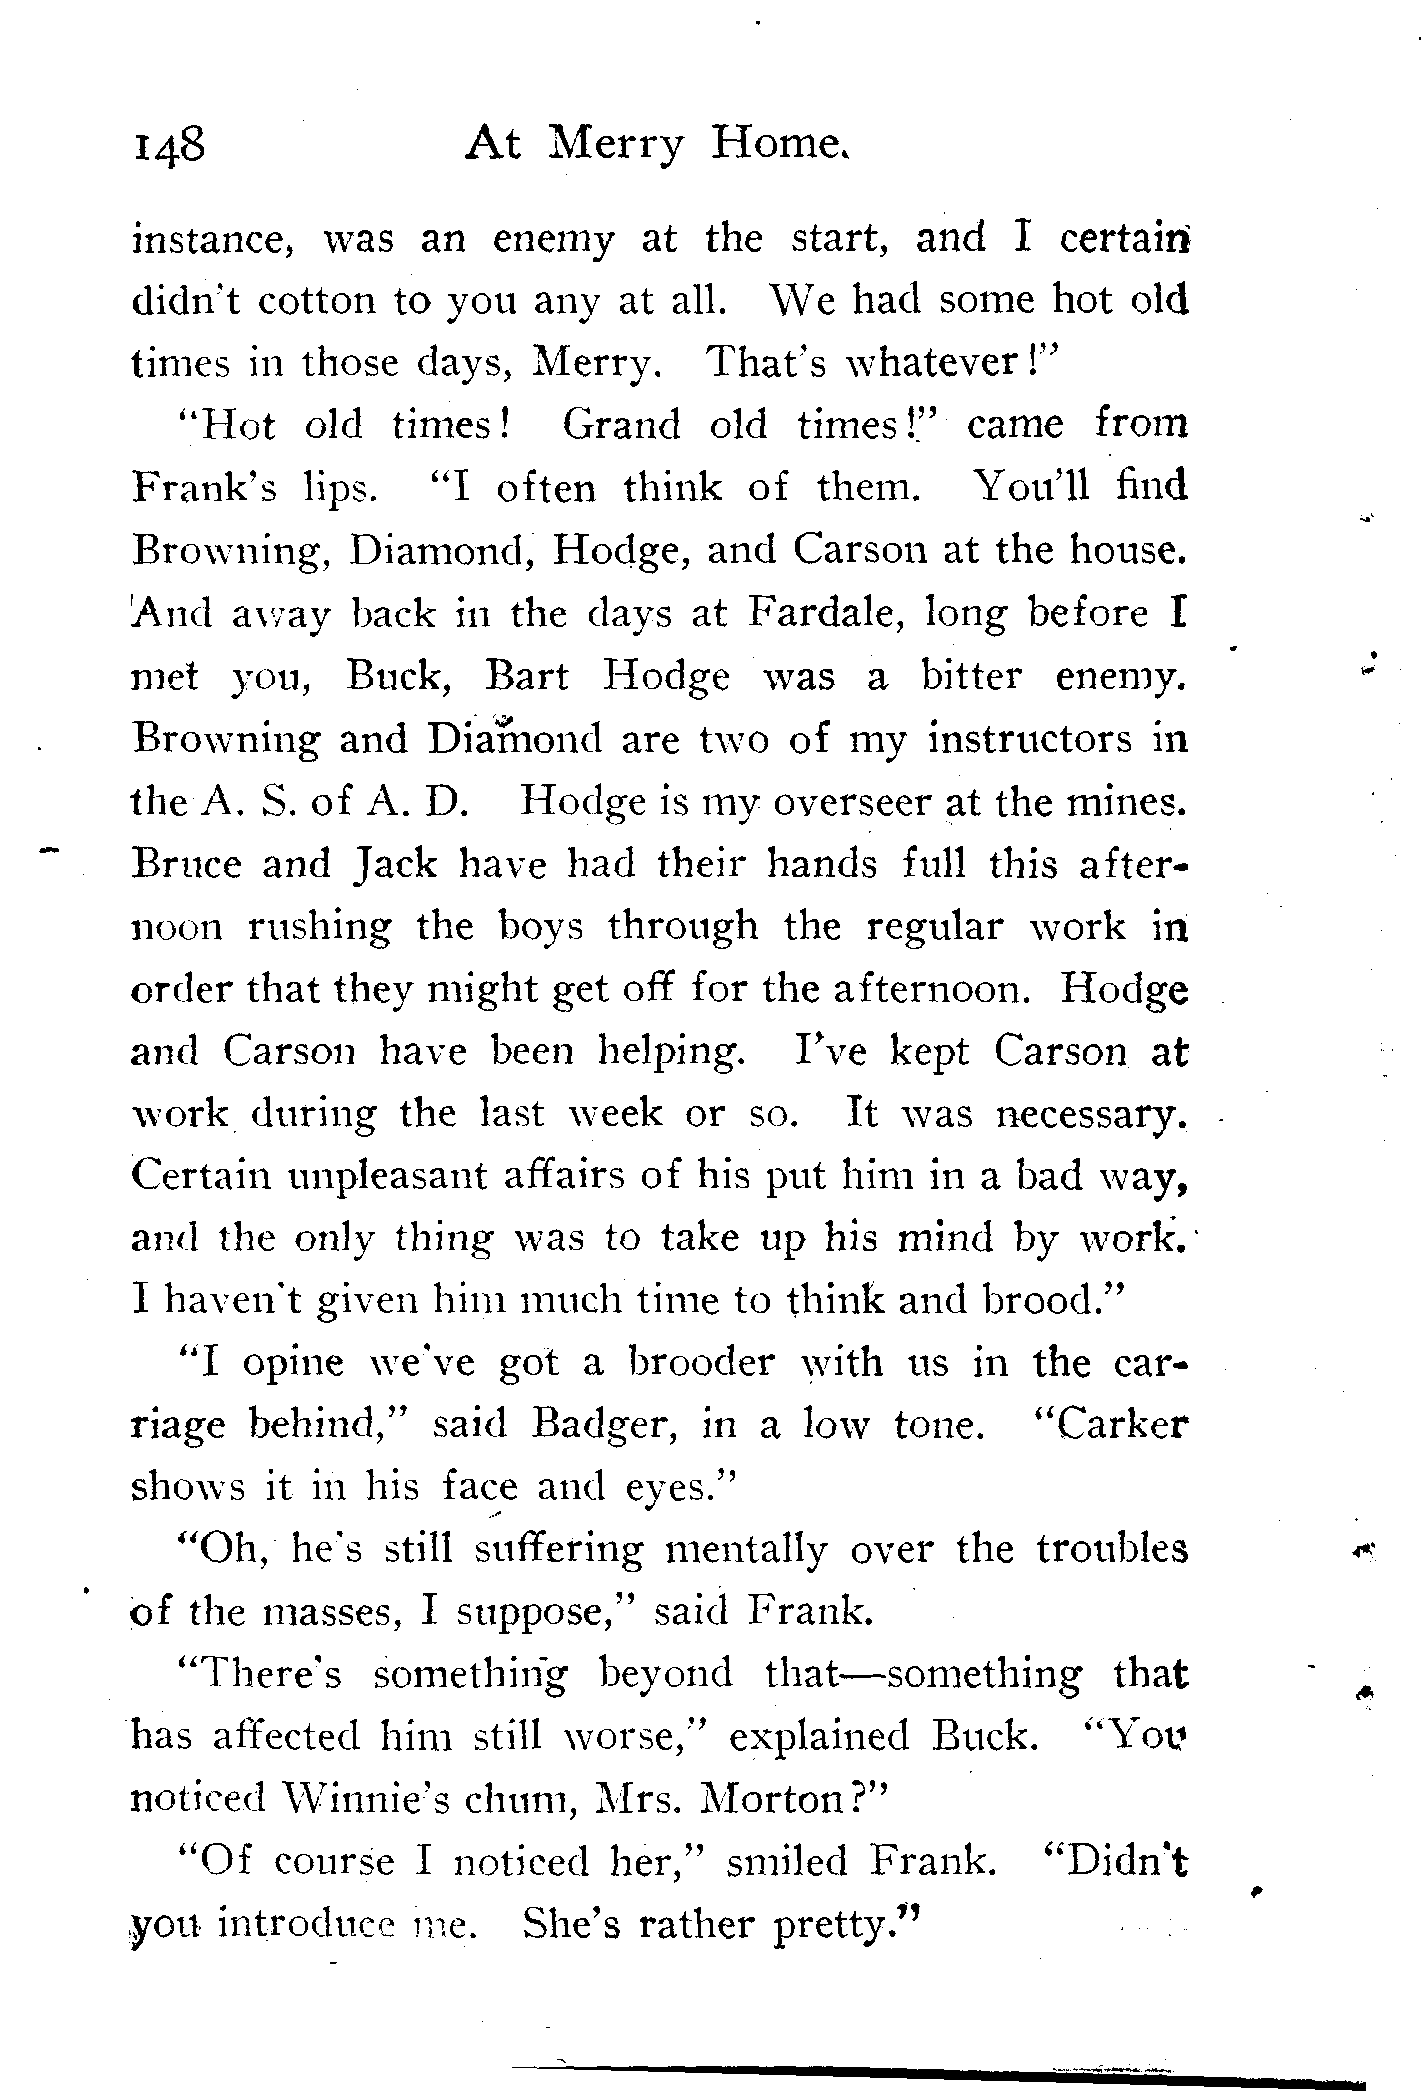 148 At Merry Home.
instance, was an enemy at the start, and I certain
didn't cotton to you any at all. We had some hot old
times in those days, Merry. That's whatever!"
"Hot old times! Grand old times!" came from
Frank's lips. "I often think of them. You'll find
Browning, Diamond, Hodge, and Carson at the house.
And away back in the days at Fardale, long before I
met you, Buck, Bart Hodge was a bitter enemy.
Browning and Diamond are two of my instructors in
the A. S. of A. D. Hodge is my overseer at the mines.
Bruce and Jack have had their hands full this after-
noon rushing the boys through the regular work in
order that they might get off for the afternoon. Hodge
and Carson have been helping. I've kept Carson at
work during the last week or so. It was necessary.
Certain unpleasant affairs of his put him in a bad way,
and the only thing was to take up his mind by work.
I haven't given him much time to think and brood."
"I opine we've got a brooder with us in the car-
riage behind," said Badger, in a low tone. "Carker
shows it in his face and eyes."
"Oh, he's still suffering mentally over the troubles
of the masses, I suppose," said Frank.
"There's something beyond that—something that
has affected him still worse," explained Buck. "You
noticed Winnie's chum, Mrs. Morton?"
"Of course I noticed her," smiled Frank. "Didn't
you introduce me. She's rather pretty."